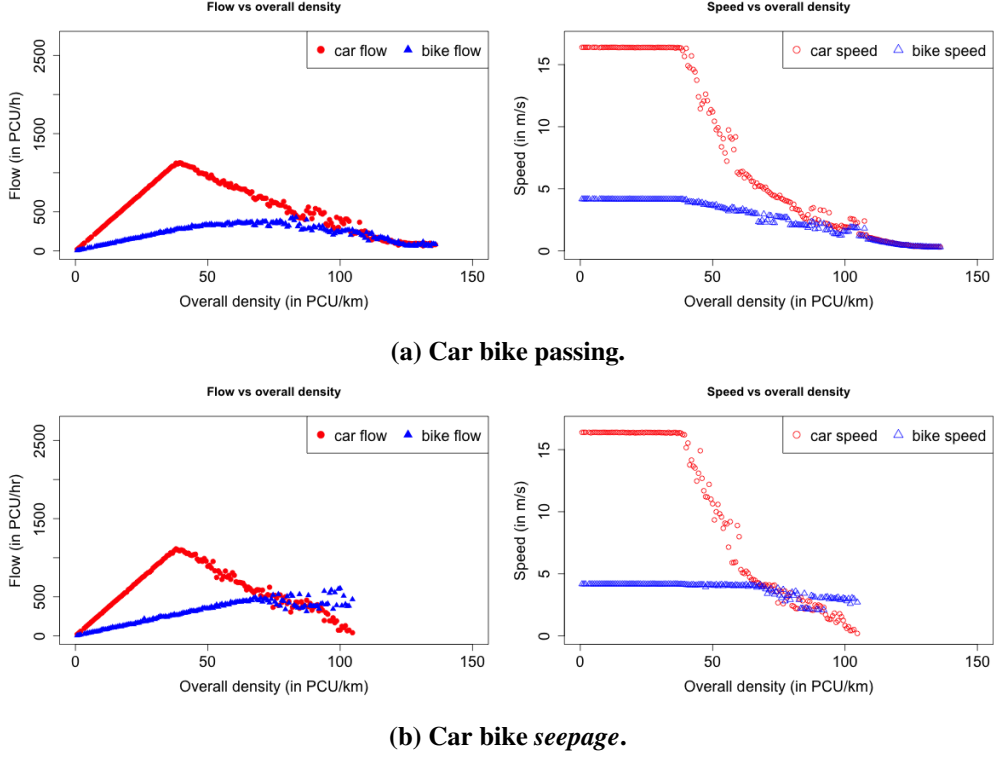 Flow vs overall density
car flow bike flow
Flow (in PCU/h)
0 500 1500 2500
0 50 100 150
Overall density (in PCU/km)
Speed vs overall density
car speed bike speed
Speed (in m/s)
0 5 10 15
0 50 100 150
Overall density (in PCU/km)
(a) Car bike passing.
Flow vs overall density
car flow bike flow
Flow (in PCU/hr)
0 500 1500 2500
0 50 100 150
Overall density (in PCU/km)
Speed vs overall density
car speed bike speed
Speed (in m/s)
0 5 10 15
0 50 100 150
Overall density (in PCU/km)
(b) Car bike seepage.